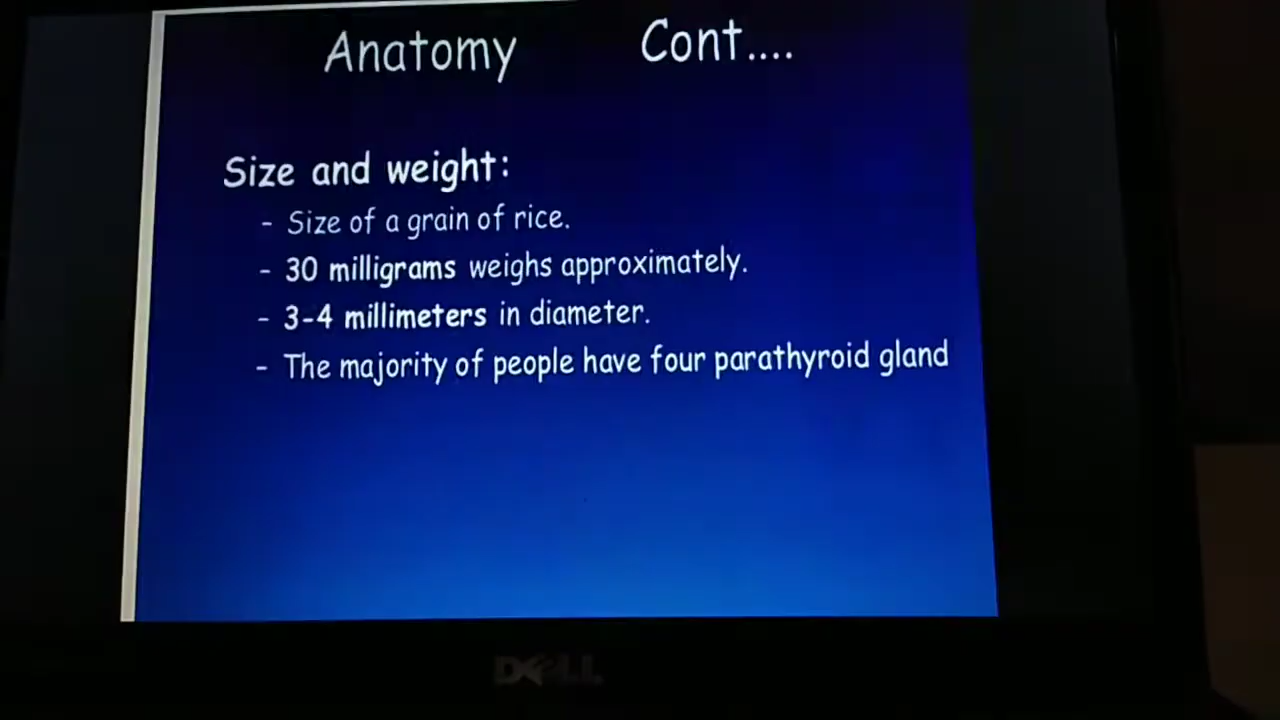 Anatomy Cont....
Size and weight:
- Size of a grain of rice.
- 30 milligrams weighs approximately.
- 3-4 millimeters in diameter.
- The majority of people have four parathyroid gland
DELL